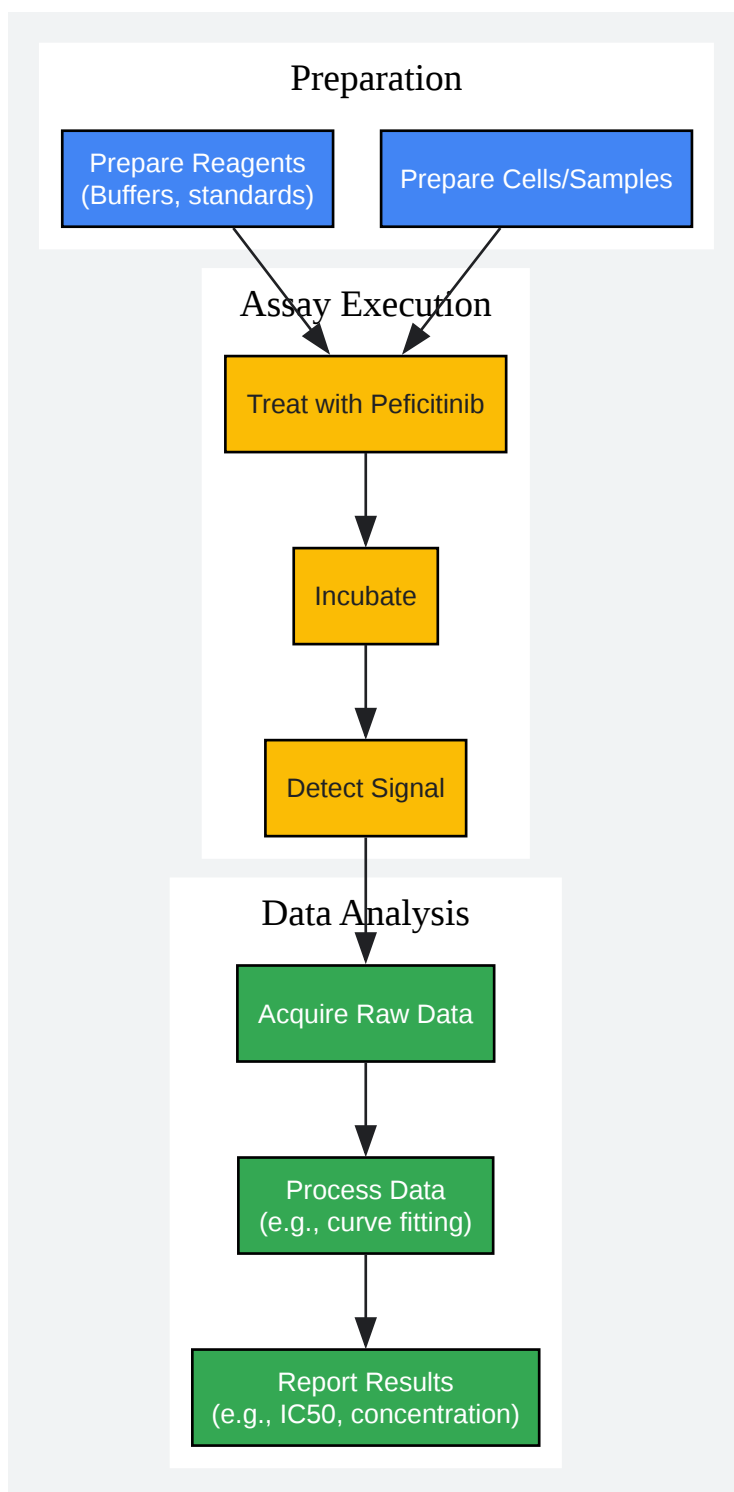 Preparation
Prepare Reagents
(Buffers, standards)
Prepare Cells/Samples
Assay Execution
Treat with Peficitinib
Incubate
Detect Signal
Data Analysis
Acquire Raw Data
Process Data
(e.g., curve fitting)
Report Results
(e.g., IC50, concentration)